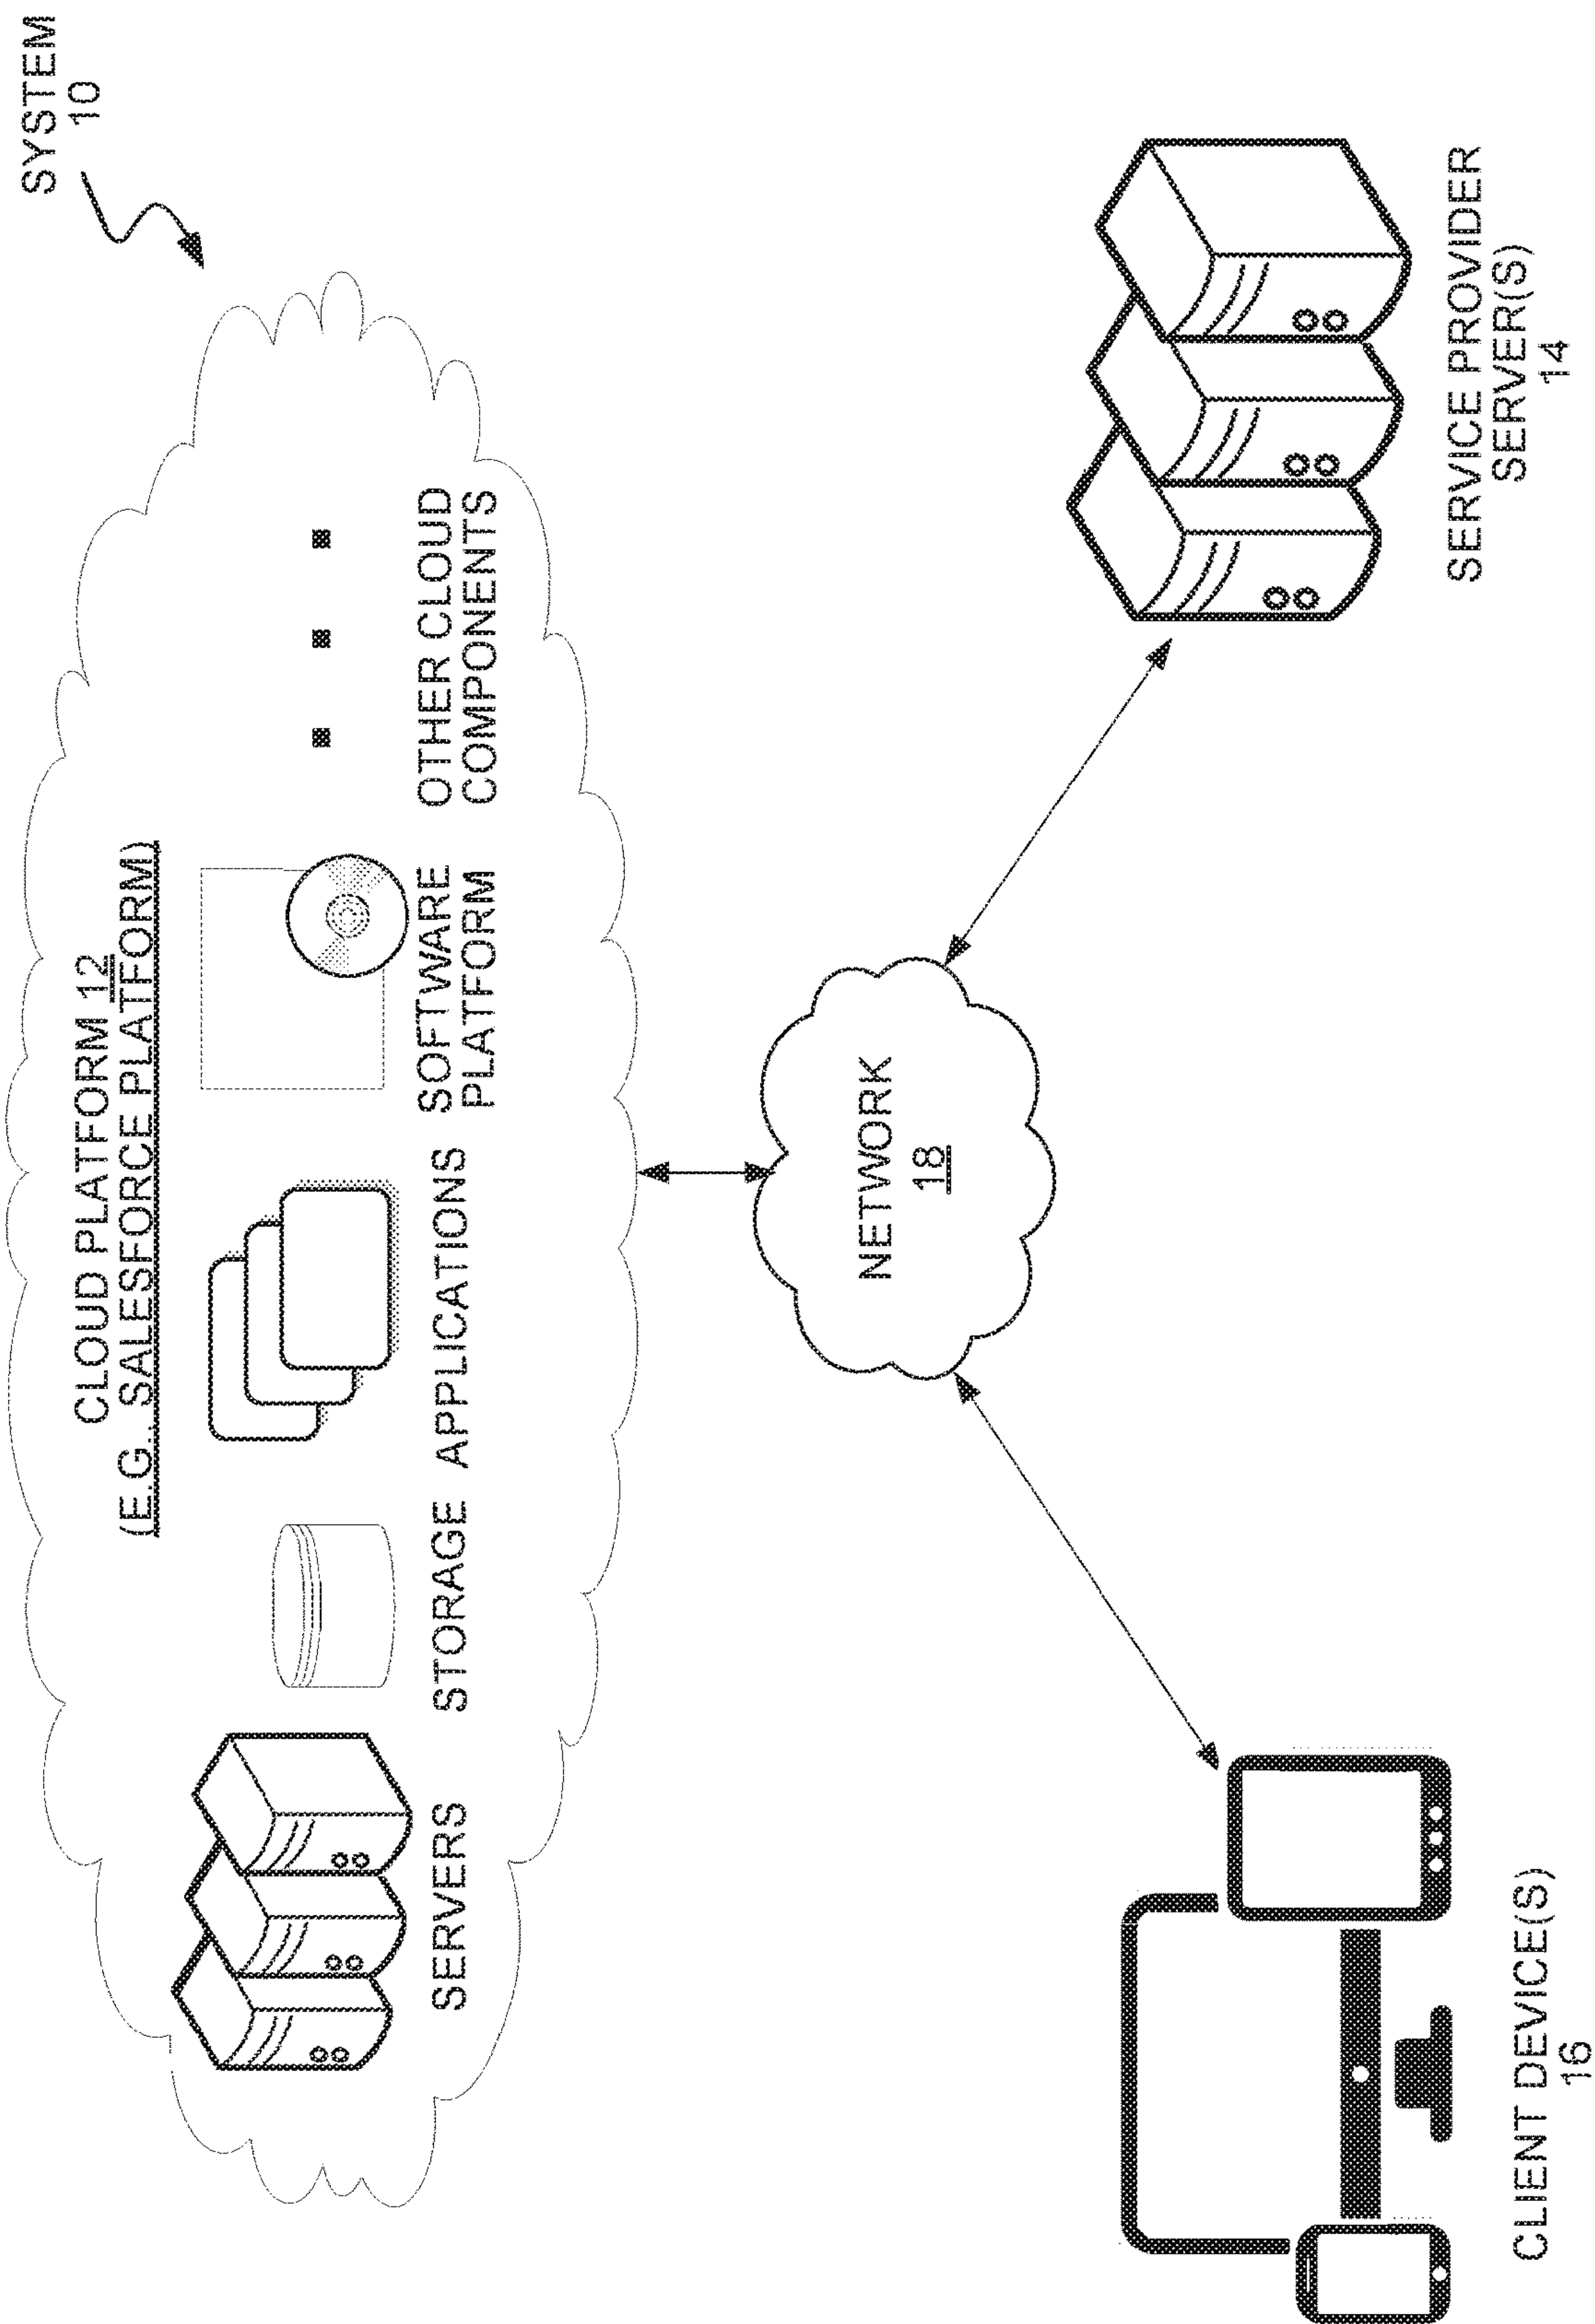 SYSTEM
10
CLOUD PLATFORM 12
(E.G., SALESFORCE PLATFORM)
SERVERS
STORAGE
APPLICATIONS
SOFTWARE
PLATFORM
OTHER CLOUD
COMPONENTS
NETWORK
18
CLIENT DEVICE(S)
16
SERVICE PROVIDER
SERVER(S)
14